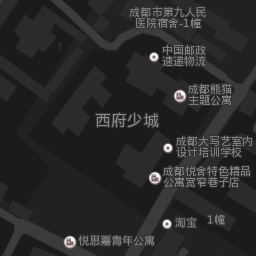 成都市第九人民
医院宿舍-1幢
中国邮政
速递物流
成都熊猫
主题公寓
西府少城
成都大写艺室内
设计培训学校
成都悦舍特色精品
公寓宽窄巷子店
淘宝
1幢
悦思嘉青年公寓